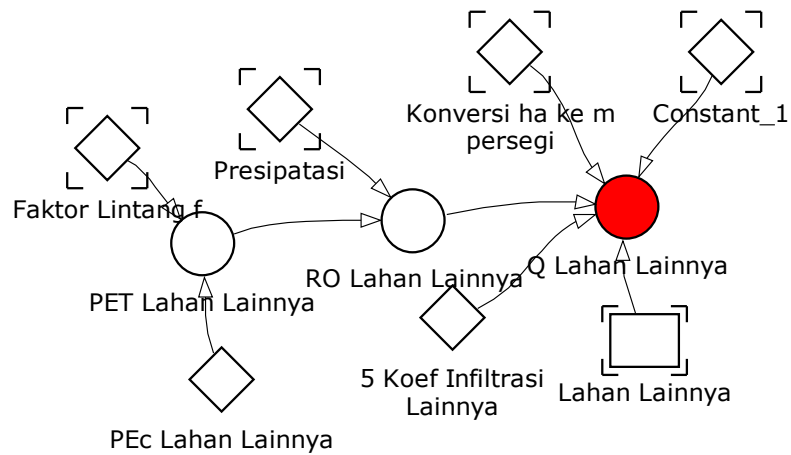 Konversi ha ke m
persegi
Constant_1
Presipatasi
Faktor Lintang f
PET Lahan Lainnya
RO Lahan Lainnya
Q Lahan Lainnya
5 Koef Infiltrasi
Lainnya
Lahan Lainnya
PEc Lahan Lainnya